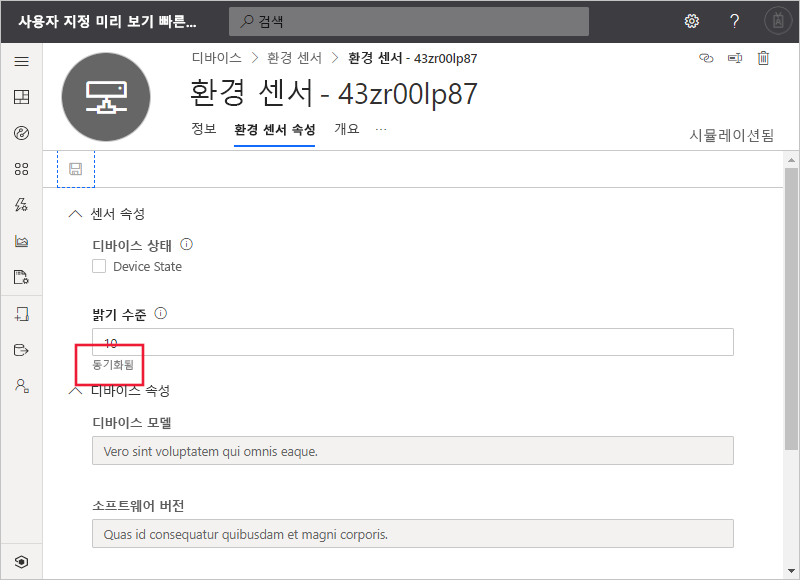 사용자 지정 미리 보기 빠른...
검색
?
디바이스 > 환경 센서 > 환경 센서 - 43zr00lp87
환경 센서 - 43zr00lp87
정보 환경 센서 속성 개요 ...
시뮬레이션됨
센서 속성
디바이스 상태
Device State
밝기 수준
10
동기화됨
디바이스 속성
디바이스 모델
Vero sint voluptatem qui omnis eaque.
소프트웨어 버전
Quas id consequatur quibusdam et magni corporis.